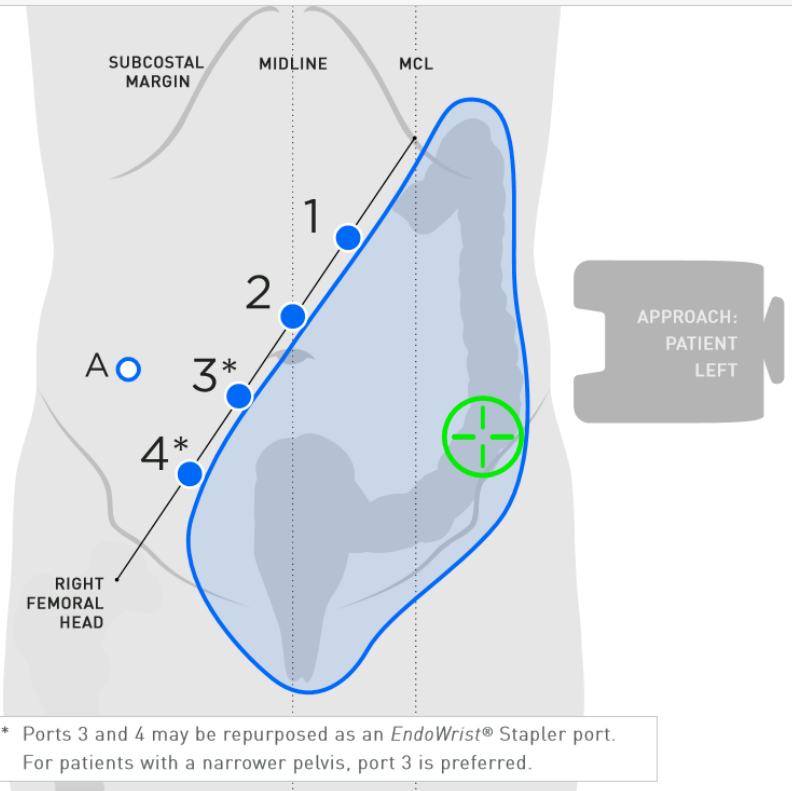 SUBCOSTAL
MARGIN
MIDLINE
MCL
1
2
A
3*
4*
APPROACH:
PATIENT
LEFT
RIGHT
FEMORAL
HEAD
* Ports 3 and 4 may be repurposed as an EndoWrist® Stapler port.
For patients with a narrower pelvis, port 3 is preferred.